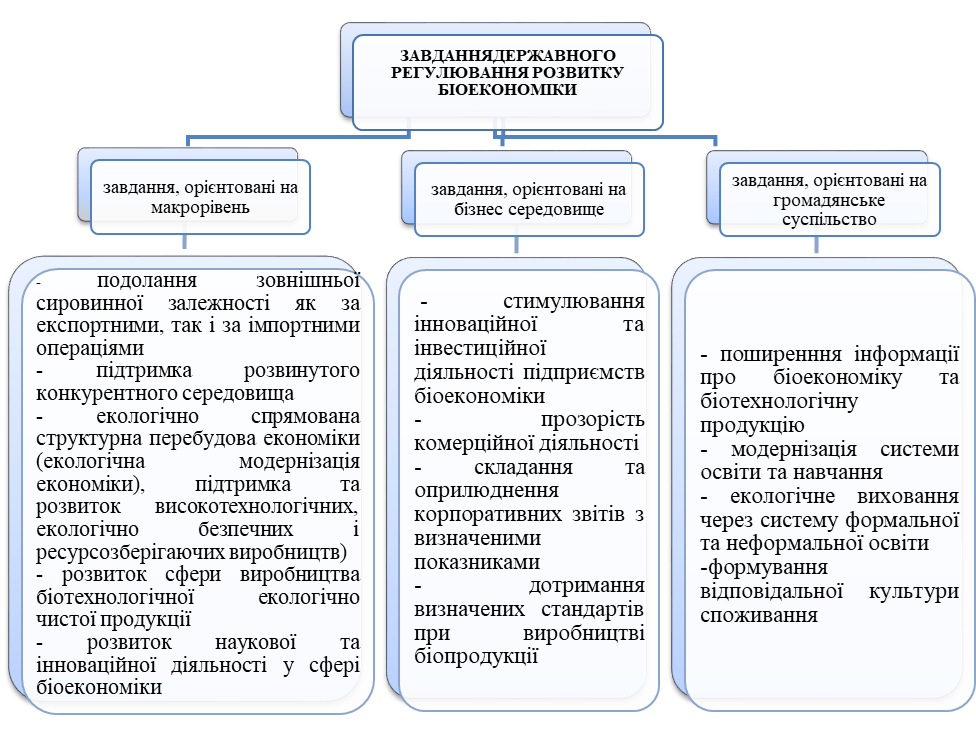 ЗАВДАННЯДЕРЖАВНОГО
РЕГУЛЮВАННЯ РОЗВИТКУ
БІОЕКОНОМІКИ
завдання, орієнтовані на
макрорівень
завдання, орієнтовані на
бізнес середовище
завдання, орієнтовані на
громадянське
суспільство
- подолання зовнішньої
сировинної залежності як за
експортними, так і за імпортними
операціями
- підтримка розвинутого
конкурентного середовища
- екологічно спрямована
структурна перебудова економіки
(екологічна модернізація
економіки), підтримка та
розвиток високотехнологічних,
екологічно безпечних і
ресурсозберігаючих виробництв)
- розвиток сфери виробництва
біотехнологічної екологічно
чистої продукції
- розвиток наукової та
інноваційної діяльності у сфері
біоекономіки
- стимулювання
інноваційної та
інвестиційної
діяльності підприємств
біоекономіки
- прозорість
комерційної діяльності
- складання та
оприлюднення
корпоративних звітів з
визначеними
показниками
- дотримання
визначених стандартів
при виробництві
біопродукції
- поширенння інформації
про біоекономіку та
біотехнологічну
продукцію
- модернізація системи
освіти та навчання
- екологічне виховання
через систему формальної
та неформальної освіти
-формування
відповідальної культури
споживання